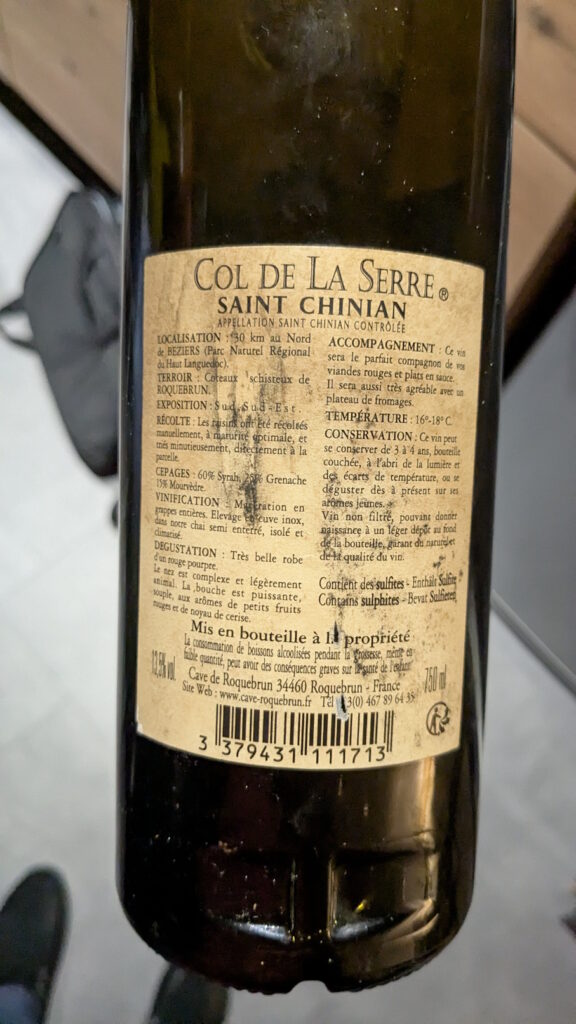 COL DE LA SERRE®
SAINT CHINIAN
APPELLATION SAINT CHINIAN CONTRÔLÉE
LOCALISATION : 30 km au Nord
de BÉZIERS (Parc Naturel Régional
du Haut Languedoc).
TERROIR : Coteaux schisteux de
ROQUEBRUN.
EXPOSITION : Sud, Sud-Est.
RÉCOLTE : Les raisins ont été récoltés
manuellement, à maturité optimale, et
triés minutieusement, directement à la
parcelle.
CEPAGES : 60% Syrah, 25% Grenache
15% Mourvèdre.
VINIFICATION : Macération en
grappes entières. Elevage en cuve inox,
dans notre chai semi enterré, isolé et
climatisé.
DEGUSTATION : Très belle robe
d'un rouge pourpre.
Le nez est complexe et légèrement
animal. La bouche est puissante,
souple, aux arômes de petits fruits
rouges et de noyau de cerise.
ACCOMPAGNEMENT : Ce vin
sera le parfait compagnon de vos
viandes rouges et plats en sauce.
Il sera aussi très agréable avec un
plateau de fromages.
TEMPÉRATURE : 16°-18° C.
CONSERVATION : Ce vin peut
se conserver de 3 à 4 ans, bouteille
couchée, à l'abri de la lumière et
des écarts de température, ou se
déguster dès à présent sur ses
arômes jeunes.
Vin non filtré, pouvant donner
naissance à un léger dépôt au fond
de la bouteille, garant du naturel et
de la qualité du vin.
Contient des sulfites - Enthält Sulfite
Contains sulphites - Bevat Sulfieten
Mis en bouteille à la propriété
La consommation de boissons alcoolisées pendant la grossesse, même en
faible quantité, peut avoir des conséquences graves sur la santé de l'enfant
13,5% vol.
750 ml
Cave de Roquebrun 34460 Roquebrun - France
Site Web : www.cave-roquebrun.fr Tél 3(0) 467 89 64 35
3 379431 111713